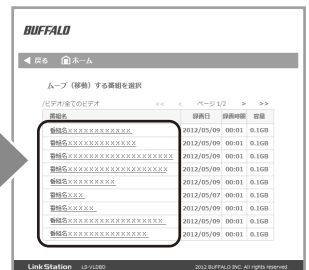 BUFFALO
戻る ホーム
ムーブ（移動）する番組を選択
/ビデオ/全てのビデオ << < ページ 1/2 > >>
番組名 録画日 録画時間 容量
番組名xxxxxxxxxxxxx 2012/05/09 00:01 0.1GB
番組名xxxxxxxxxxxxxx 2012/05/09 00:01 0.1GB
番組名xxxxxxxxxxxxxxxxxxxxx 2012/05/09 00:01 0.1GB
番組名xxxxxxxxxxxxxxxxxxxx 2012/05/09 00:01 0.1GB
番組名xxxxxxxxxx 2012/05/09 00:01 0.1GB
番組名xxx 2012/05/07 00:01 0.1GB
番組名xxxxx 2012/05/09 00:01 0.1GB
番組名xxxxxxxxxxxxxxxxxxx 2012/05/09 00:01 0.1GB
番組名xxxxxxxxxxxxxxxx 2012/05/09 00:01 0.1GB
LinkStation LS-VL080 2012 BUFFALO INC. All rights reserved.